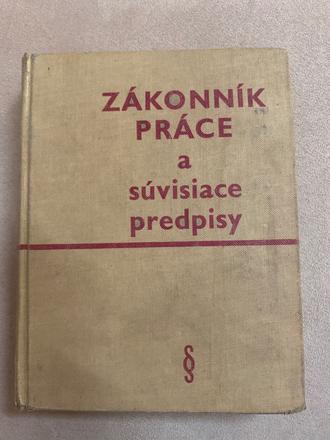 ZÁKONNÍK
PRÁCE
a
súvisiace
predpisy
§